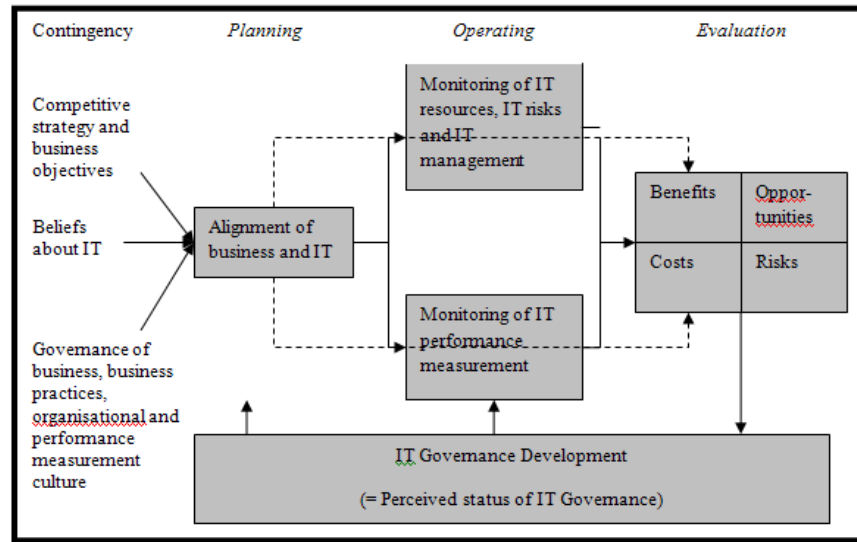 Contingency
Planning
Operating
Evaluation
Competitive
strategy and
business
objectives
Beliefs
about IT
Governance of
business, business
practices,
organisational and
performance
measurement
culture
Alignment of
business and IT
Monitoring of IT
resources, IT risks
and IT
management
Monitoring of IT
performance
measurement
Benefits
Oppor-
tunities
Costs
Risks
IT Governance Development
(= Perceived status of IT Governance)